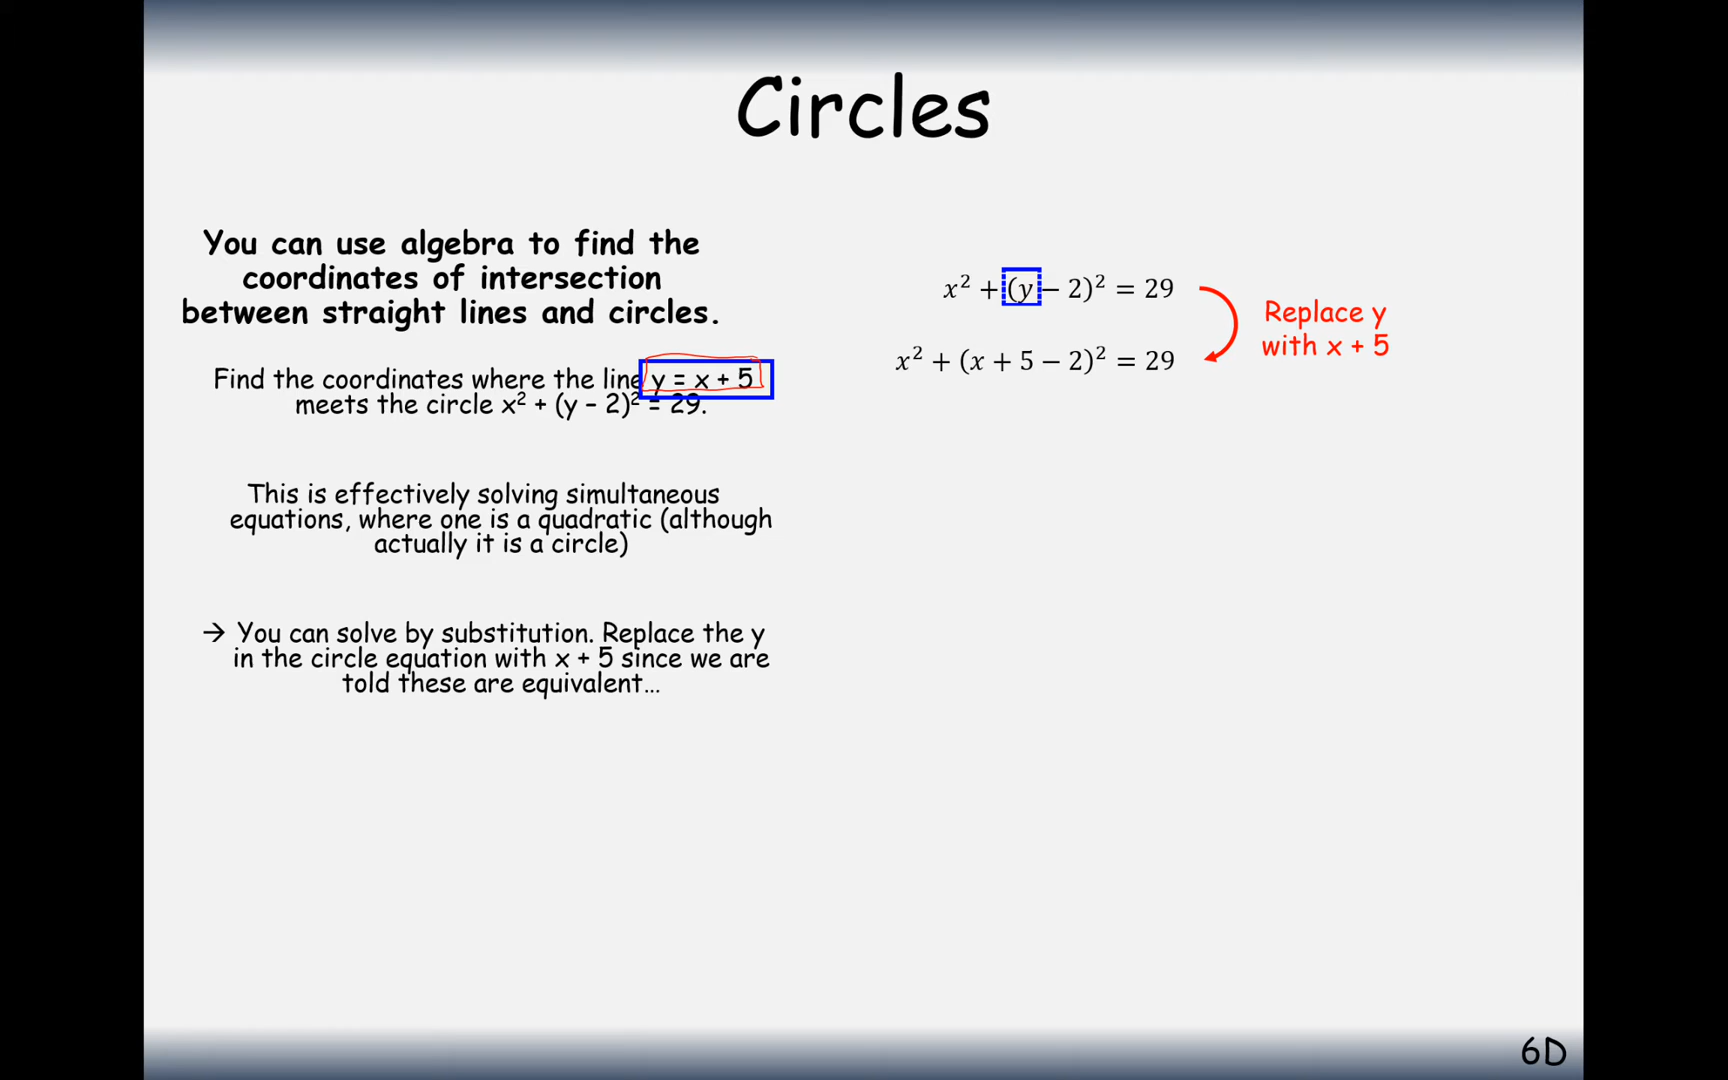 Circles
You can use algebra to find the
coordinates of intersection
between straight lines and circles.
Find the coordinates where the line y = x + 5
meets the circle x² + (y – 2)² = 29.
This is effectively solving simultaneous
equations, where one is a quadratic (although
actually it is a circle)
→ You can solve by substitution. Replace the y
in the circle equation with x + 5 since we are
told these are equivalent…
x² + (y − 2)² = 29
x² + (x + 5 − 2)² = 29
Replace y
with x + 5
6D